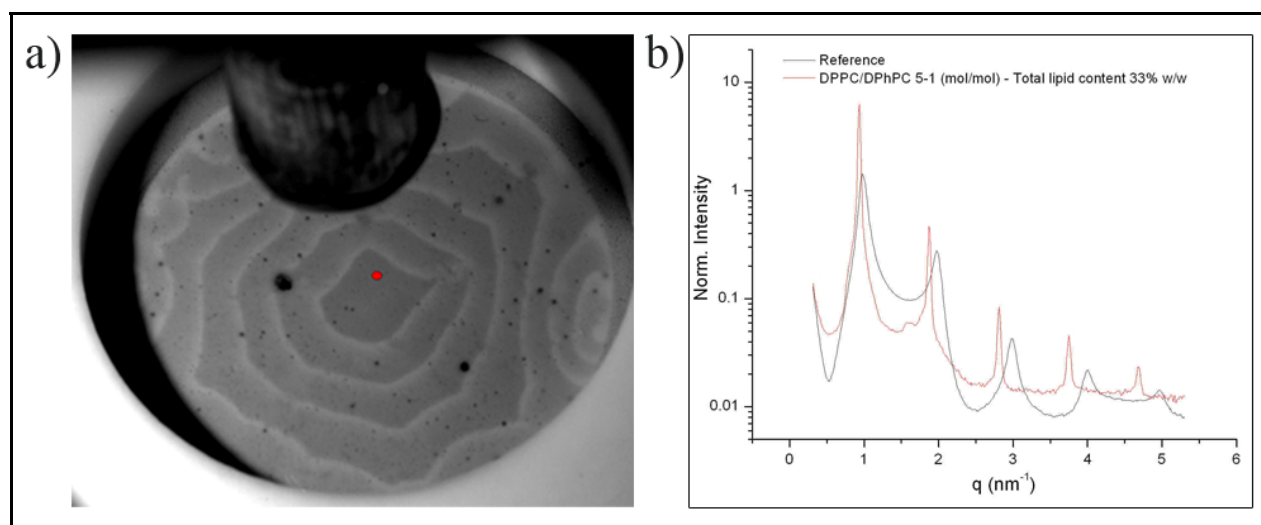 a)
b)
Reference
DPPC/DPhPC 5-1 (mol/mol) - Total lipid content 33% w/w
10
1
0.1
0.01
Norm. Intensity
0
1
2
3
4
5
6
q (nm⁻¹)